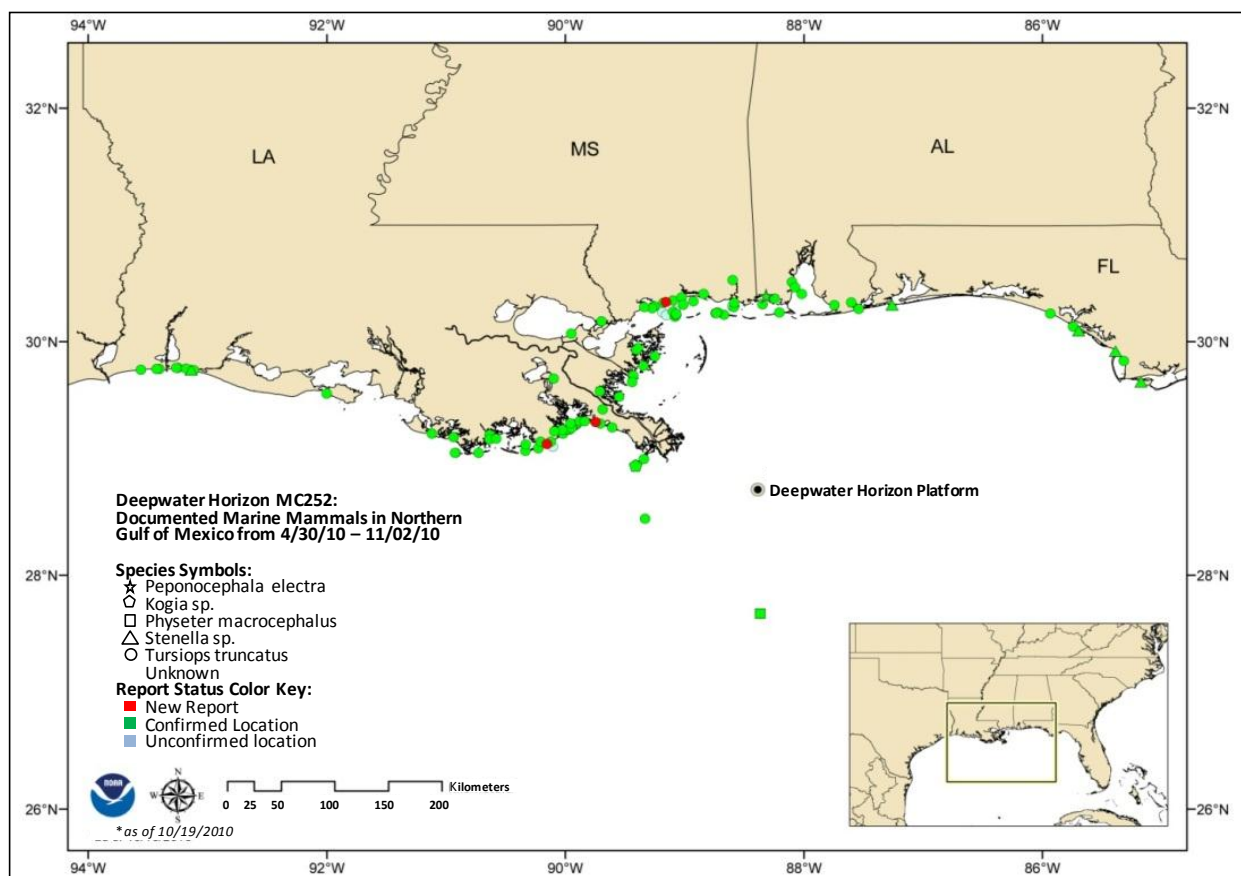 94°W 92°W 90°W 88°W 86°W
32°N 32°N
LA MS AL
FL
30°N 30°N
Deepwater Horizon Platform
Deepwater Horizon MC252:
Documented Marine Mammals in Northern
Gulf of Mexico from 4/30/10 – 11/02/10
28°N 28°N
Species Symbols:
Peponocephala electra
Kogia sp.
Physeter macrocephalus
Stenella sp.
Tursiops truncatus
Unknown
Report Status Color Key:
New Report
Confirmed Location
Unconfirmed location
NOAA
N
W E
S
Kilometers
0 25 50 100 150 200
26°N 26°N
*as of 10/19/2010
94°W 92°W 90°W 88°W 86°W